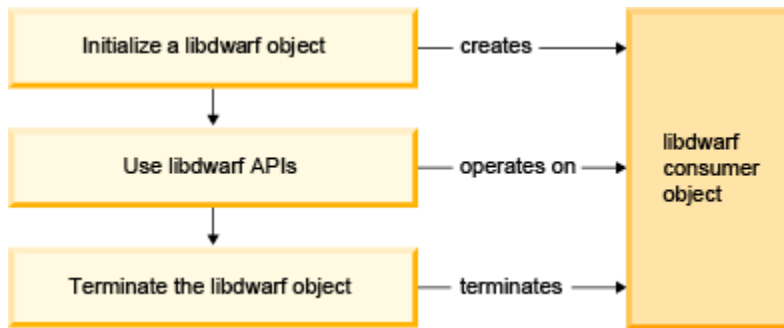 Initialize a libdwarf object
creates
Use libdwarf APIs
operates on
libdwarf
consumer
object
Terminate the libdwarf object
terminates